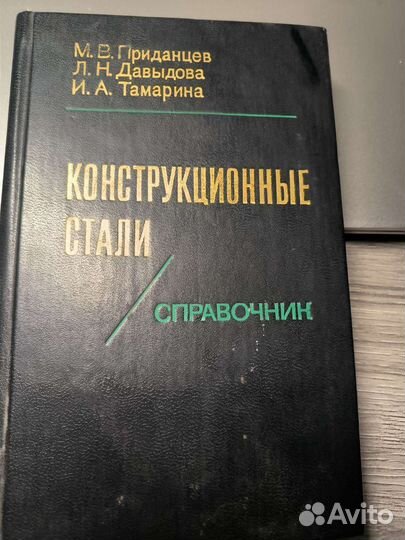 М. В. Приданцев
Л. Н. Давыдова
И. А. Тамарина
КОНСТРУКЦИОННЫЕ
СТАЛИ
СПРАВОЧНИК
Avito